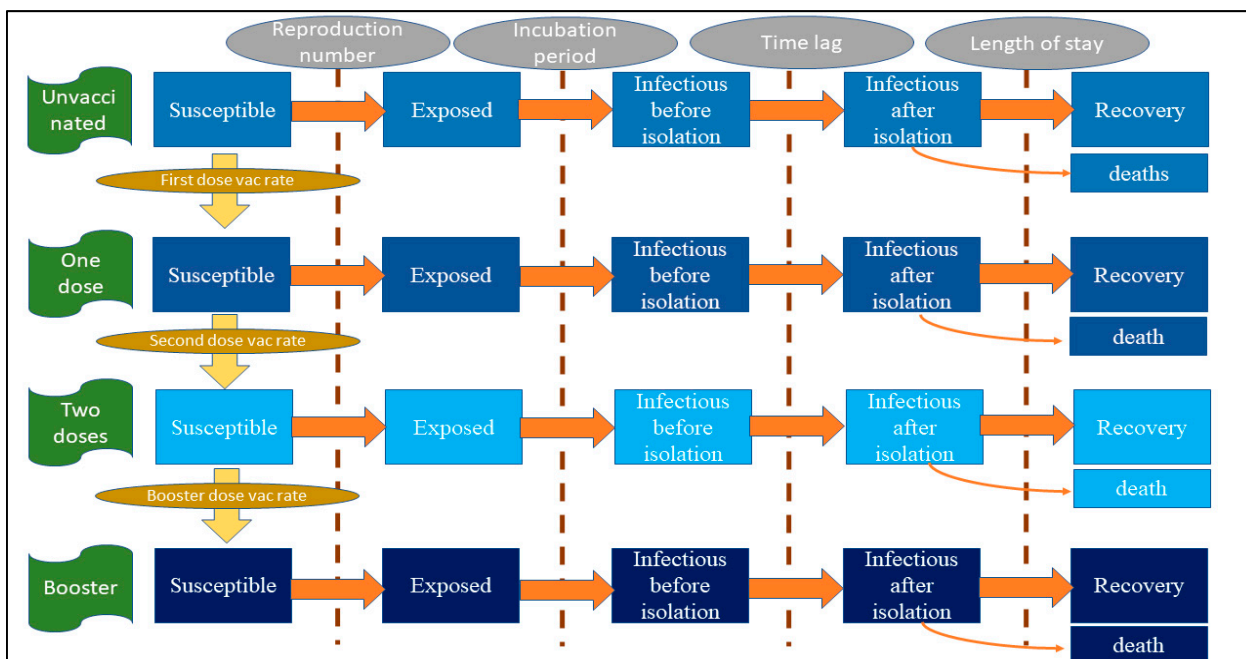 Reproduction
number
Incubation
period
Time lag
Length of stay
Unvacci
nated
Susceptible
Exposed
Infectious
before
isolation
Infectious
after
isolation
Recovery
deaths
First dose vac rate
One
dose
Susceptible
Exposed
Infectious
before
isolation
Infectious
after
isolation
Recovery
death
Second dose vac rate
Two
doses
Susceptible
Exposed
Infectious
before
isolation
Infectious
after
isolation
Recovery
death
Booster dose vac rate
Booster
Susceptible
Exposed
Infectious
before
isolation
Infectious
after
isolation
Recovery
death